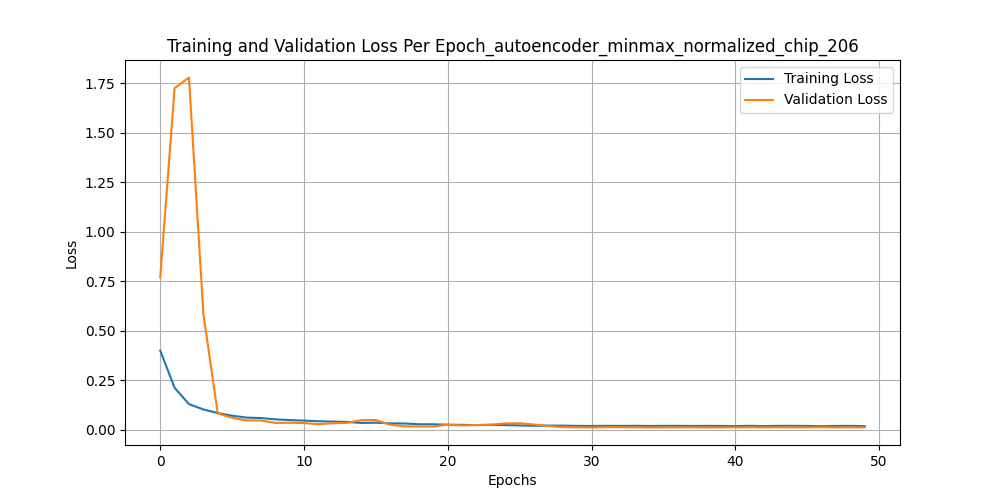 Training and Validation Loss Per Epoch_autoencoder_minmax_normalized_chip_206
Training Loss
Validation Loss
1.75
1.50
1.25
1.00
0.75
0.50
0.25
0.00
Loss
0 10 20 30 40 50
Epochs